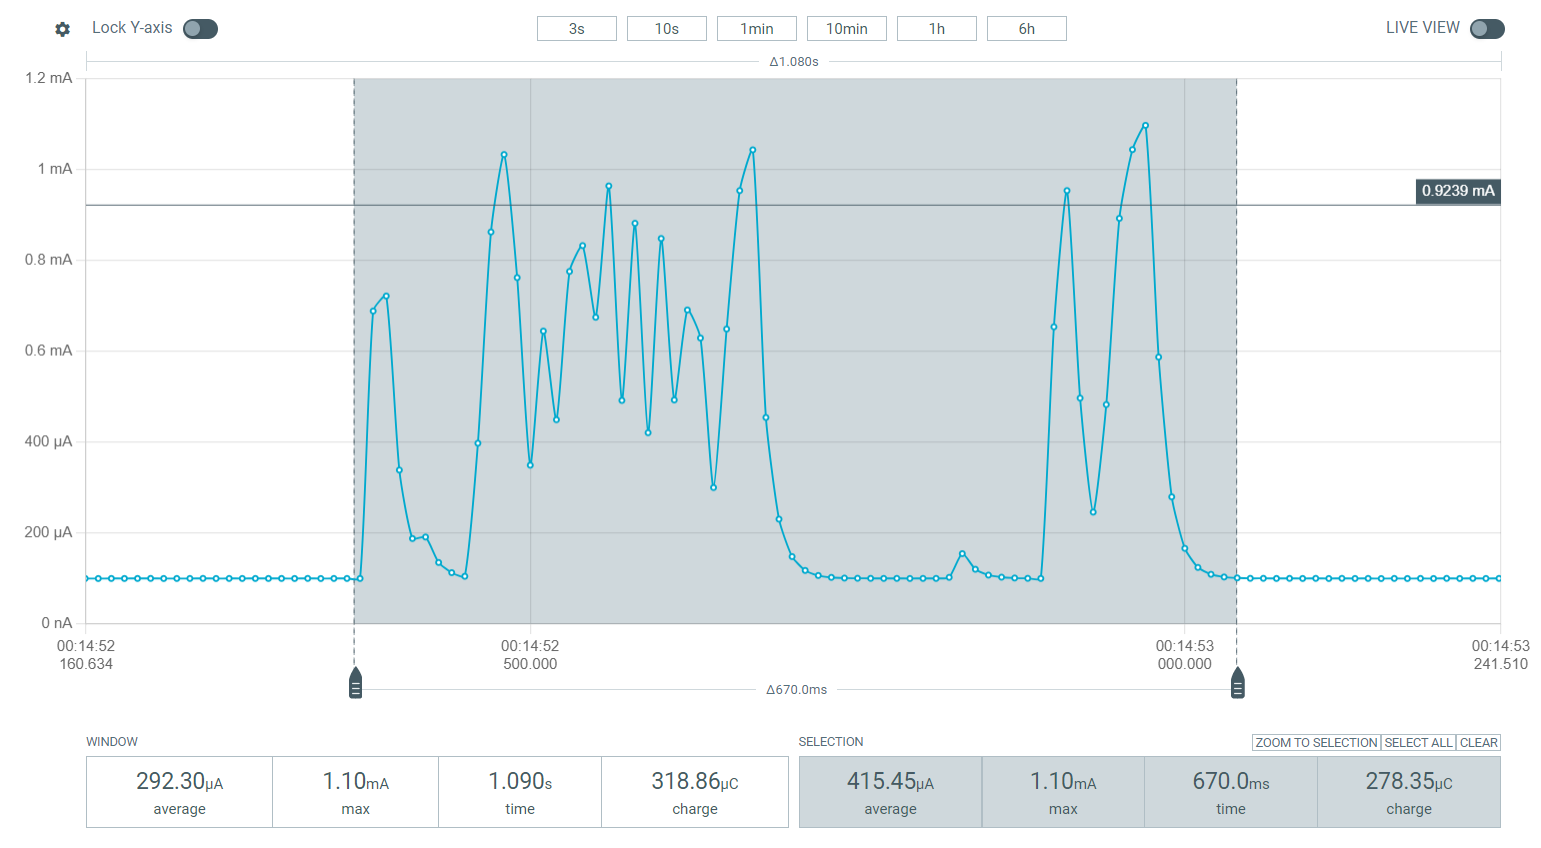 Lock Y-axis
3s 10s 1min 10min 1h 6h
LIVE VIEW
Δ1.080s
1.2 mA
1 mA
0.9239 mA
0.8 mA
0.6 mA
400 µA
200 µA
0 nA
00:14:52 00:14:52 00:14:53 00:14:53
160.634 500.000 000.000 241.510
Δ670.0ms
WINDOW
292.30µA 1.10mA 1.090s 318.86µC
average max time charge
SELECTION
ZOOM TO SELECTION SELECT ALL CLEAR
415.45µA 1.10mA 670.0ms 278.35µC
average max time charge